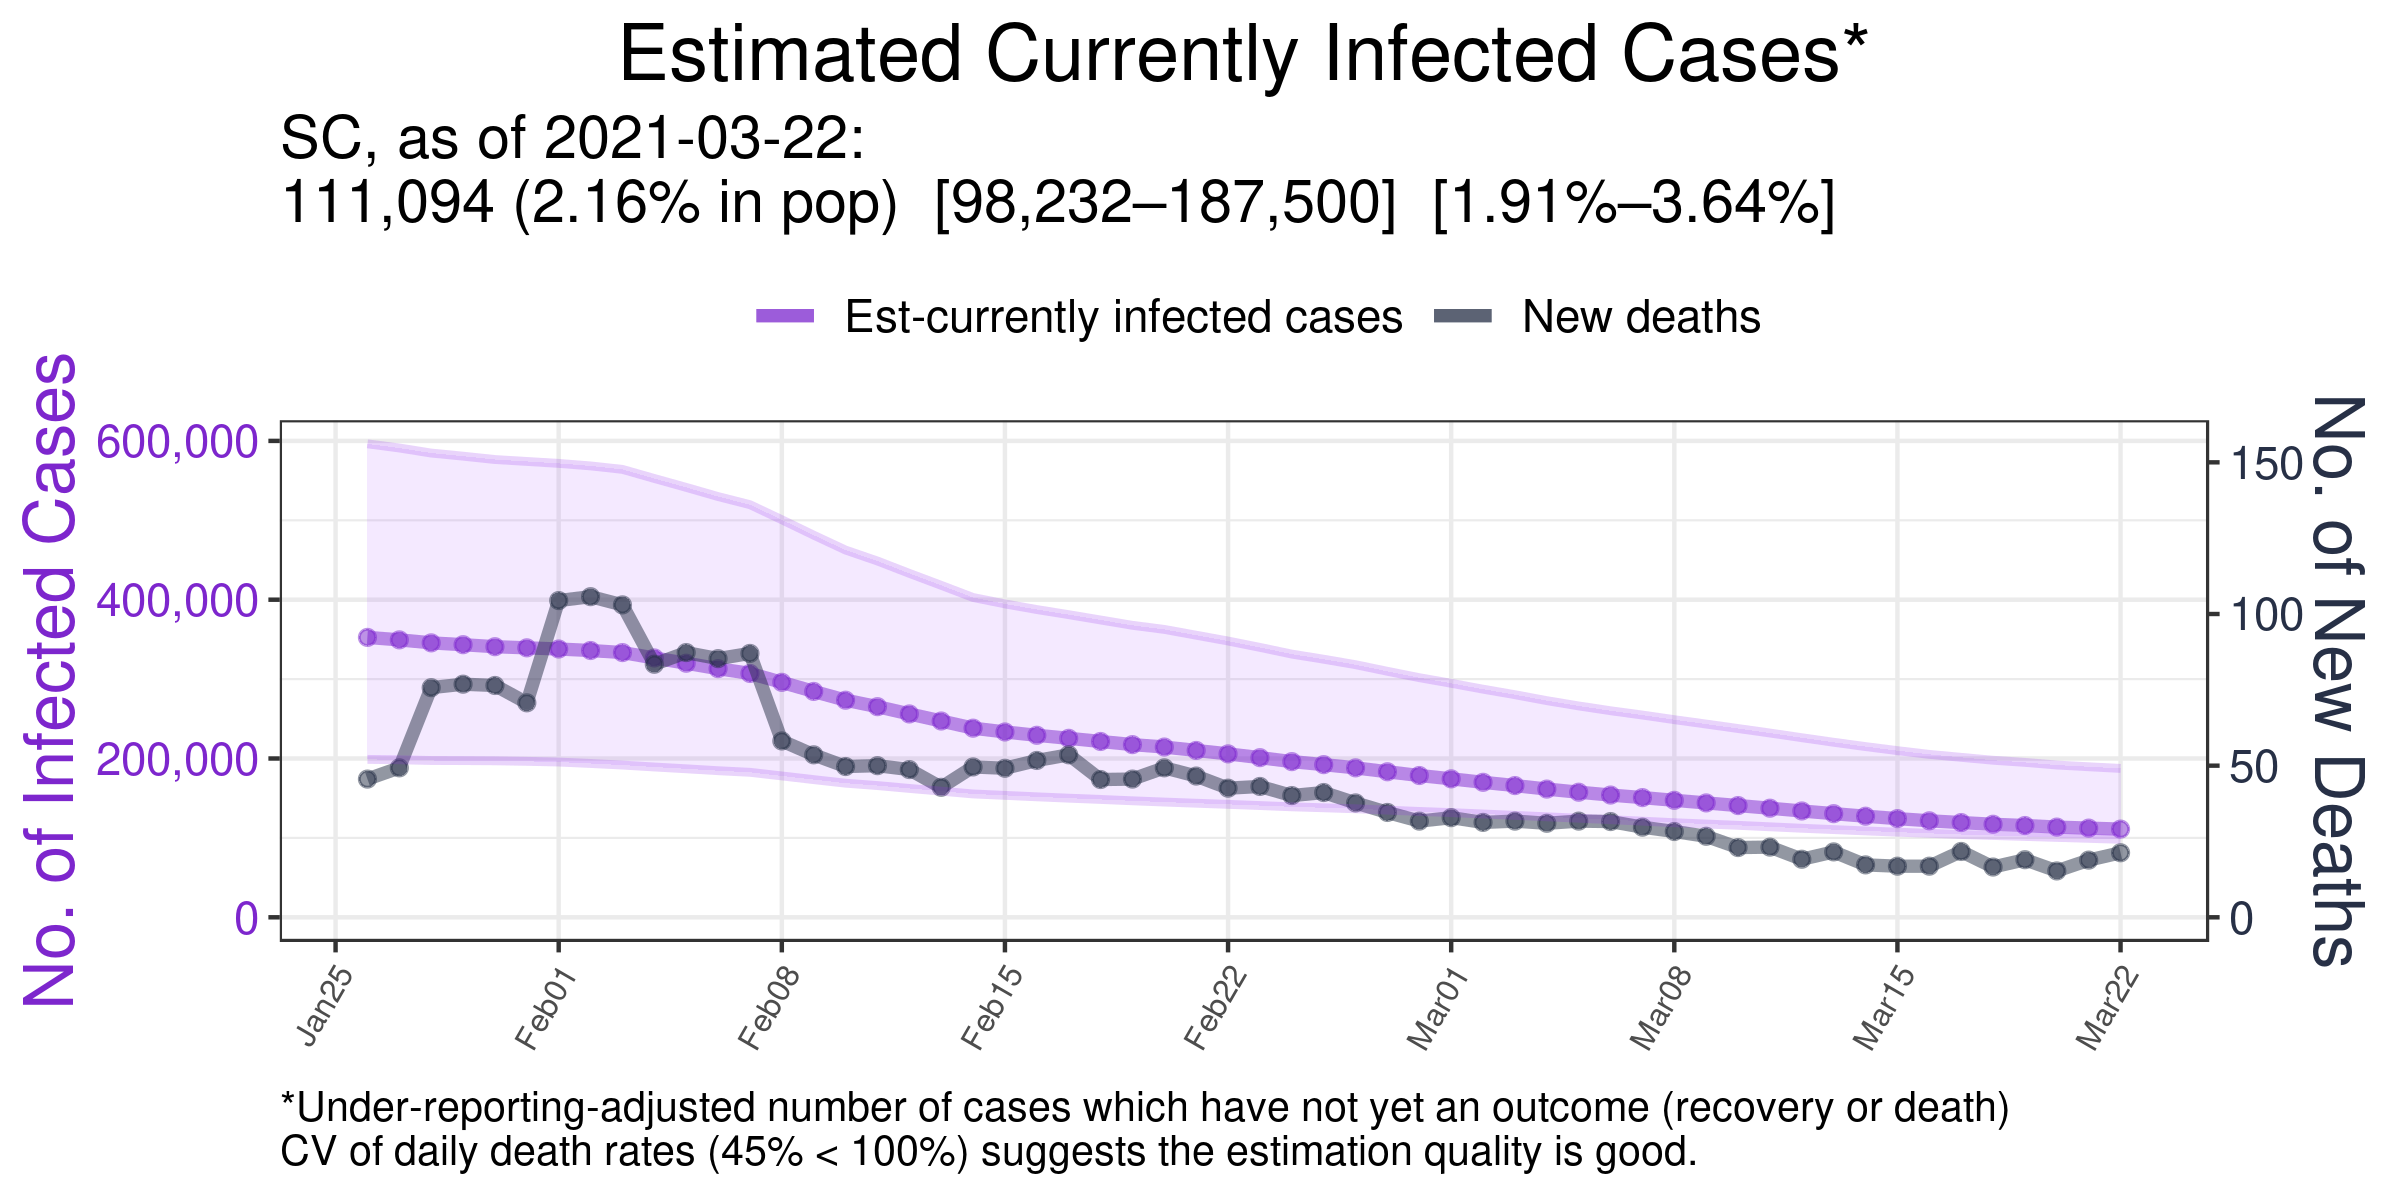 Estimated Currently Infected Cases*
SC, as of 2021-03-22:
111,094 (2.16% in pop) [98,232–187,500] [1.91%–3.64%]
Est-currently infected cases
New deaths
No. of Infected Cases
600,000
400,000
200,000
0
150
100
50
0
No. of New Deaths
Jan25
Feb01
Feb08
Feb15
Feb22
Mar01
Mar08
Mar15
Mar22
*Under-reporting-adjusted number of cases which have not yet an outcome (recovery or death)
CV of daily death rates (45% < 100%) suggests the estimation quality is good.